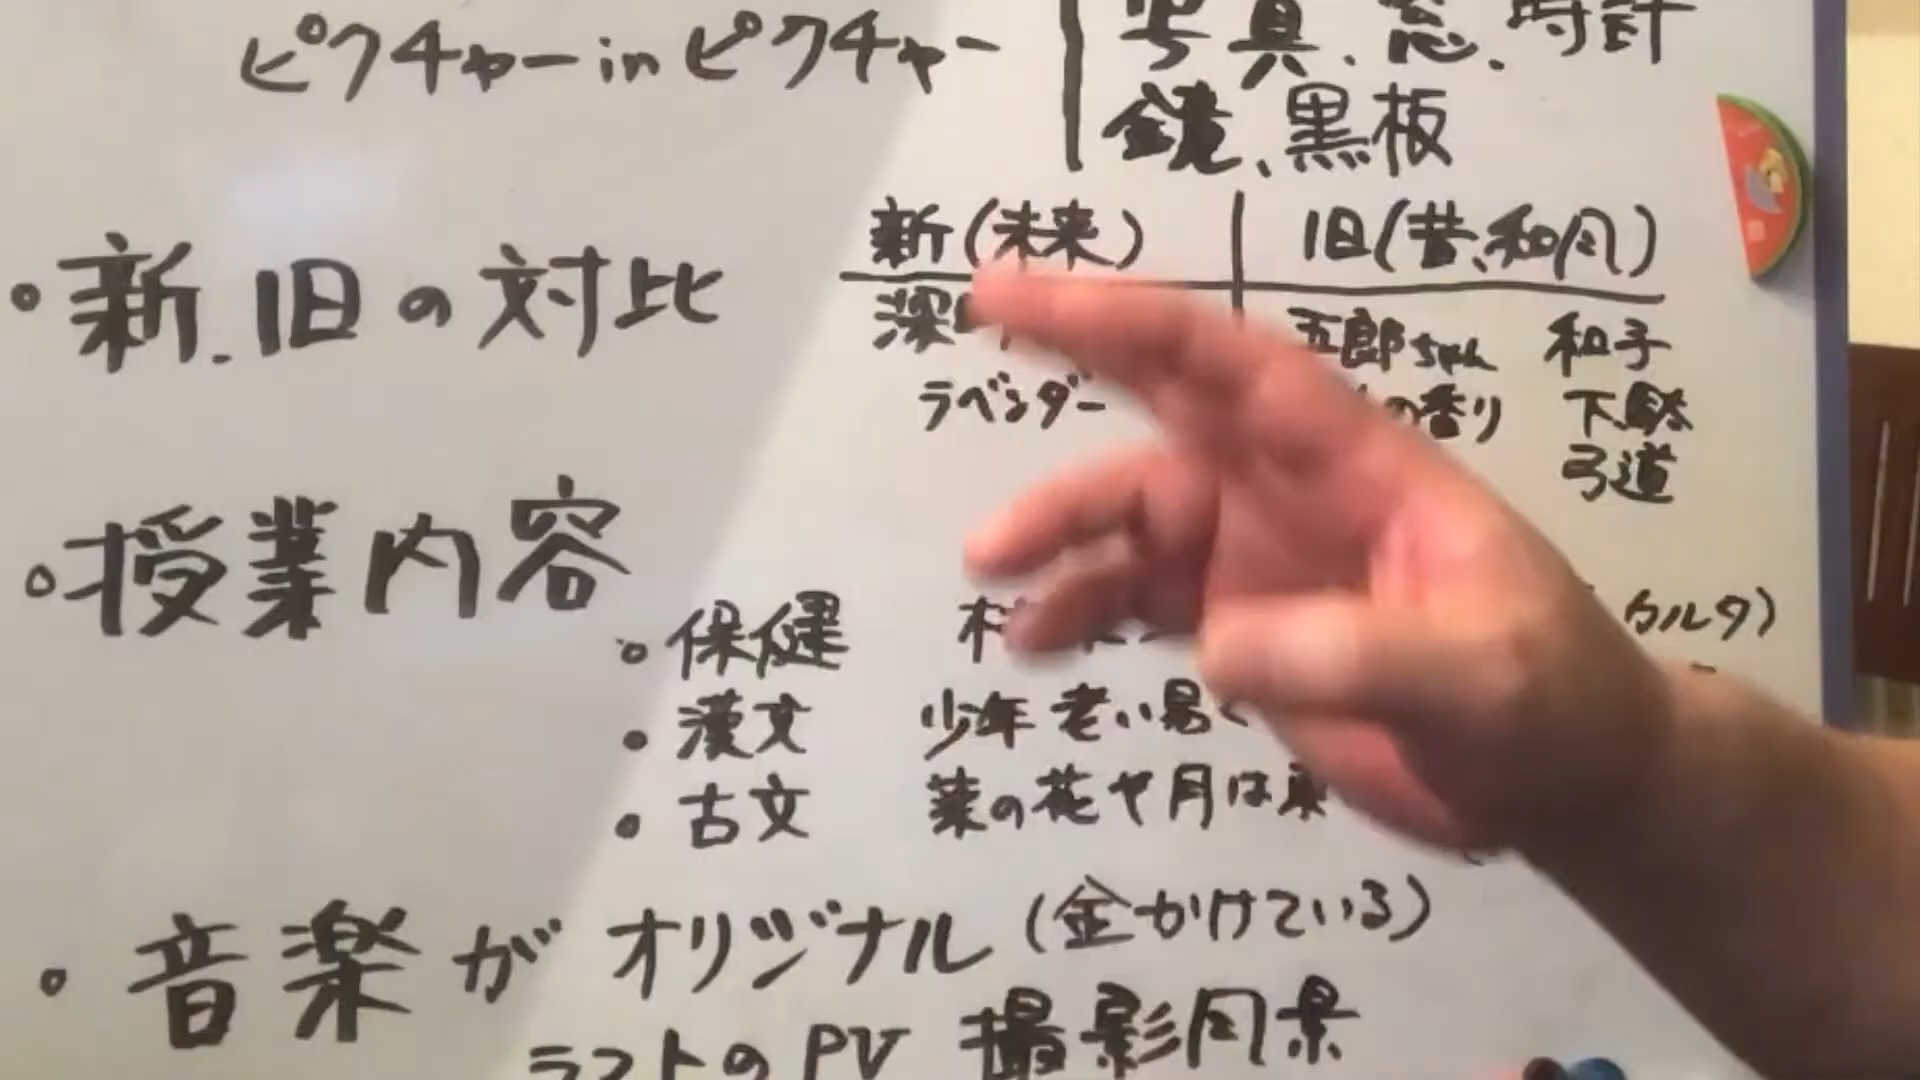 ピクチャー in ピクチャー
写真、窓、時計
鏡、黒板
・新、旧の対比
新(未来) 旧(昔、和風)
深 五郎ちゃん 和子
ラベンダー の香り 下駄
弓道
・授業内容
・保健 カルタ)
・漢文 少年老い易く
・古文 菜の花や月は東
・音楽が オリジナル (金かけている)
ラストのPV 撮影風景